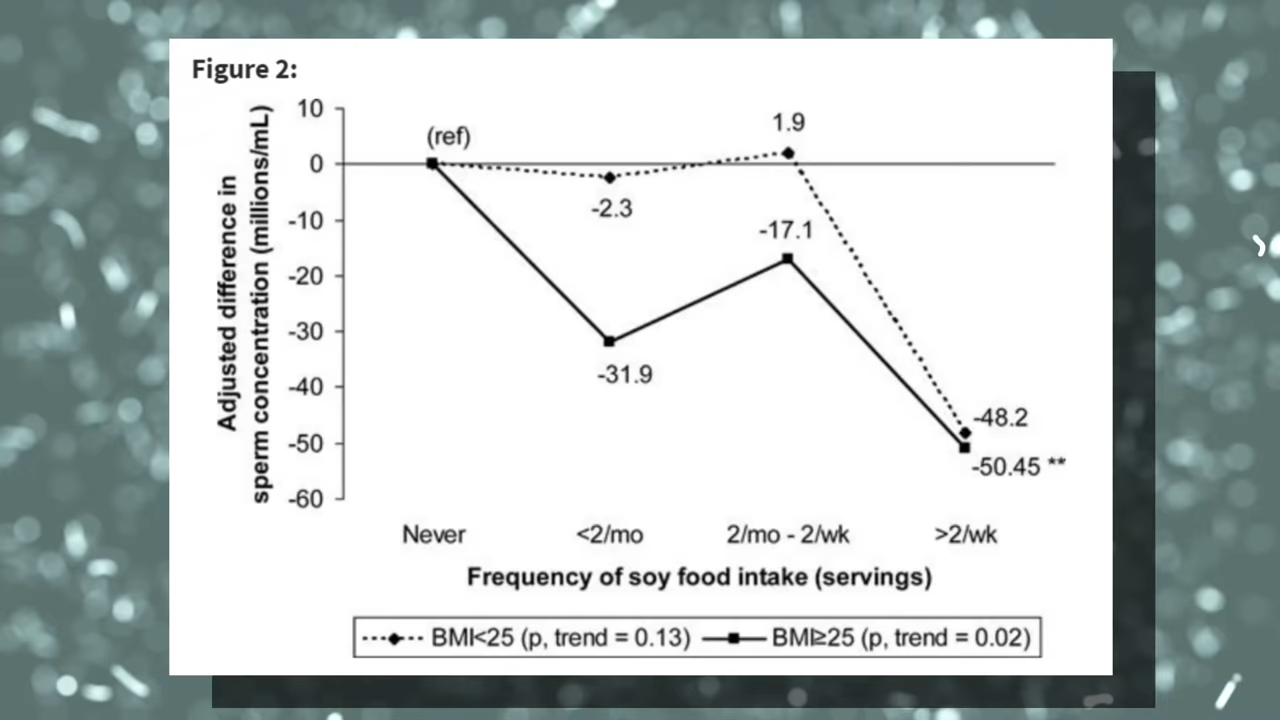 Figure 2:
Adjusted difference in
sperm concentration (millions/mL)
10
0
-10
-20
-30
-40
-50
-60
(ref)
1.9
-2.3
-17.1
-31.9
-48.2
-50.45 **
Never <2/mo 2/mo - 2/wk >2/wk
Frequency of soy food intake (servings)
BMI<25 (p, trend = 0.13) BMI≥25 (p, trend = 0.02)